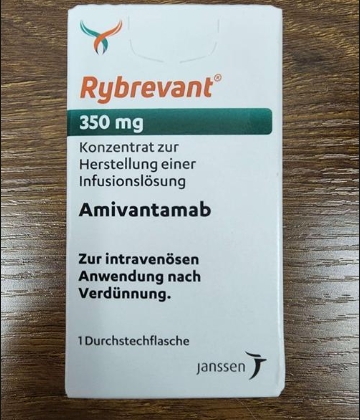 Rybrevant®
350 mg
Konzentrat zur
Herstellung einer
Infusionslösung
Amivantamab
Zur intravenösen
Anwendung nach
Verdünnung.
1 Durchstechflasche
janssen